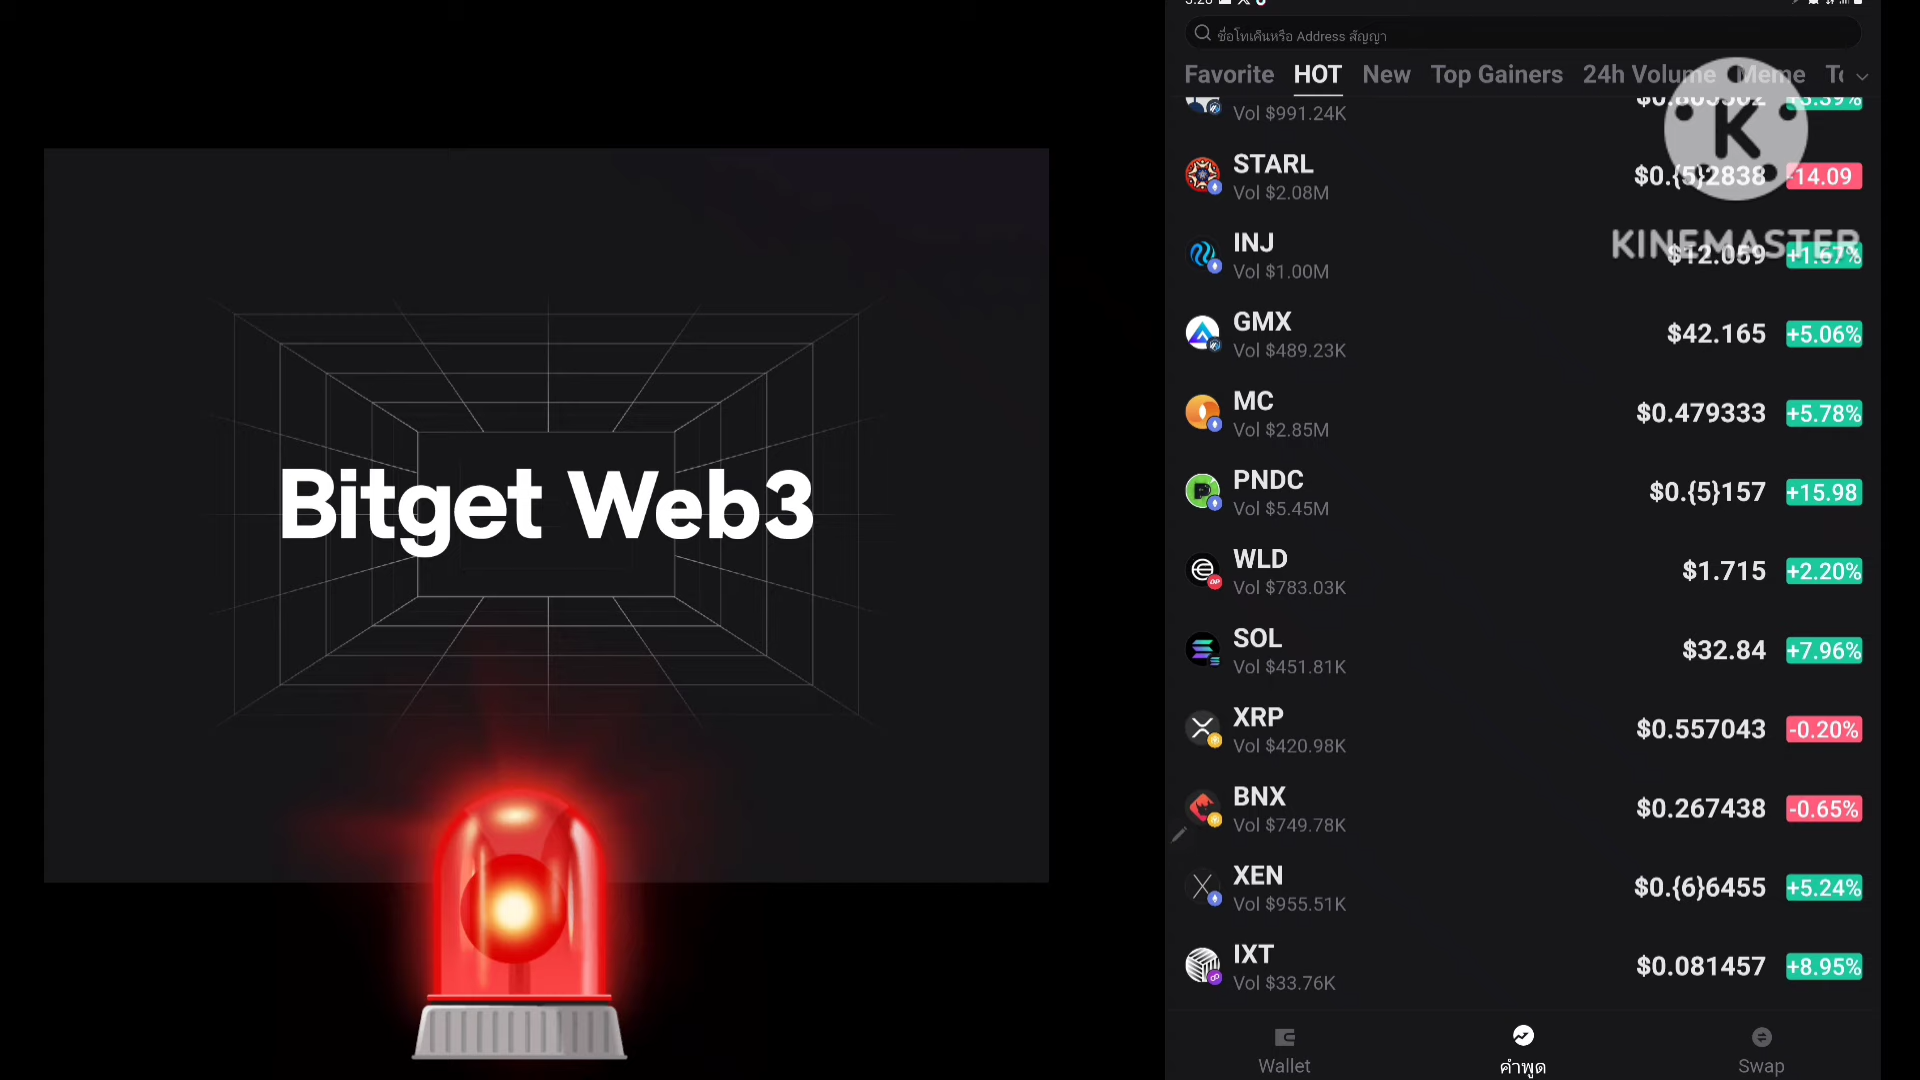 Bitget Web3
ชื่อโทเค็นหรือ Address สัญญา
Favorite HOT New Top Gainers 24h Volume Meme
Vol $991.24K
STARL
Vol $2.08M
$0.{5}2838 -14.09
INJ
Vol $1.00M
$12.059 +1.67%
KINEMASTER
GMX
Vol $489.23K
$42.165 +5.06%
MC
Vol $2.85M
$0.479333 +5.78%
PNDC
Vol $5.45M
$0.{5}157 +15.98
WLD
Vol $783.03K
$1.715 +2.20%
SOL
Vol $451.81K
$32.84 +7.96%
XRP
Vol $420.98K
$0.557043 -0.20%
BNX
Vol $749.78K
$0.267438 -0.65%
XEN
Vol $955.51K
$0.{6}6455 +5.24%
IXT
Vol $33.76K
$0.081457 +8.95%
Wallet คำพูด Swap